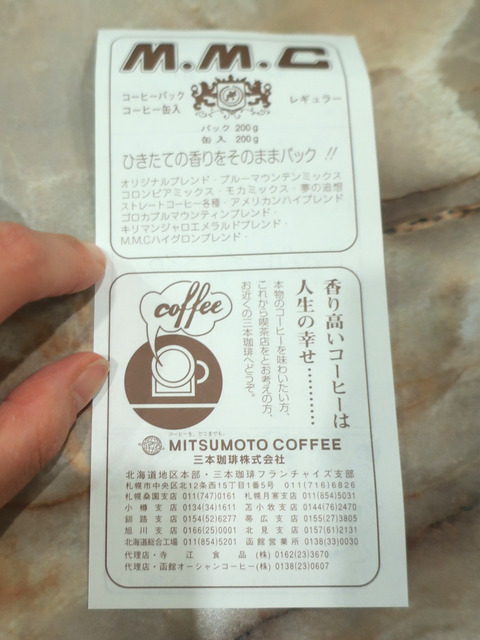 M.M.C
コーヒーパック
コーヒー缶入
レギュラー
パック 200g
缶入 200g
ひきたての香りをそのままパック!!
オリジナルブレンド・ブルーマウンテンミックス
コロンビアミックス・モカミックス・夢の追想
ストレートコーヒー各種・アメリカンハイブレンド
ゴロカブルマウンティンブレンド・
キリマンジャロエメラルドブレンド・
M.M.Cハイグロンブレンド・
香り高いコーヒーは
人生の幸せ…………
本物のコーヒーを味わいたい方、
これから喫茶店をとお考えの方、
お近くの三本珈琲へどうぞ。
coffee
コーヒーを、どこまでも。
MITSUMOTO COFFEE
三本珈琲株式会社
北海道地区本部・三本珈琲フランチャイズ支部
札幌市中央区北12条西15丁目1番5号 011(716)6826
札幌桑園支店 011(747)0161 札幌月寒支店 011(854)5031
小樽支店 0134(34)1611 苫小牧支店 0144(76)2470
釧路支店 0154(52)6277 帯広支店 0155(27)3805
旭川支店 0166(25)0001 北見支店 0157(61)2131
北海道総合工場 011(854)5201 函館営業所 0138(33)0030
代理店・寺江食品(株) 0162(23)3670
代理店・函館オーシャンコーヒー(株) 0138(23)0607